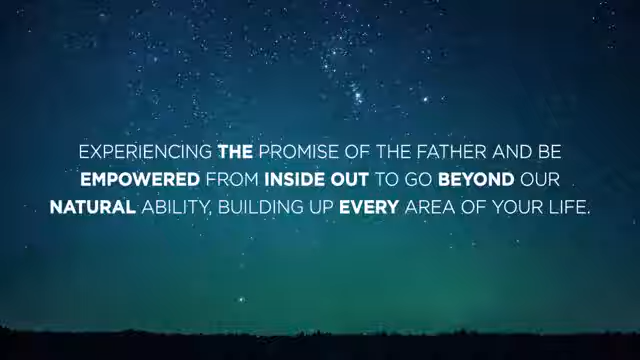 EXPERIENCING THE PROMISE OF THE FATHER AND BE
EMPOWERED FROM INSIDE OUT TO GO BEYOND OUR
NATURAL ABILITY, BUILDING UP EVERY AREA OF YOUR LIFE.